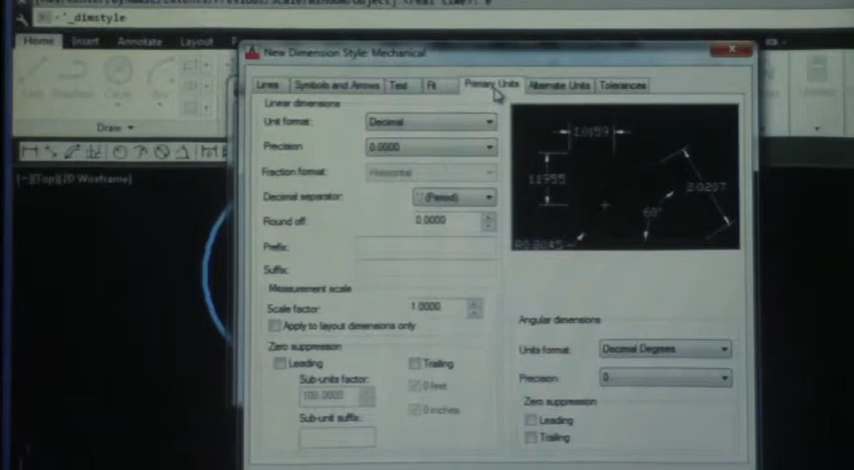 '_dimstyle
Home Insert Annotate Layout
New Dimension Style: Mechanical
Lines Symbols and Arrows Text Fit Primary Units Alternate Units Tolerances
Linear dimensions
Unit format: Decimal
Precision 0.0000
Fraction format: Horizontal
Decimal separator: '.' (Period)
Round off: 0.0000
Prefix:
Suffix:
Measurement scale
Scale factor: 1.0000
Apply to layout dimensions only
Zero suppression
Leading Trailing
Sub-units factor: 0 feet
100.0000
0 inches
Sub-unit suffix:
1.0159
1.1955
2.0207
60°
R0.8045
Angular dimensions
Units format: Decimal Degrees
Precision: 0
Zero suppression
Leading
Trailing
Draw
[-][Top][2D Wireframe]